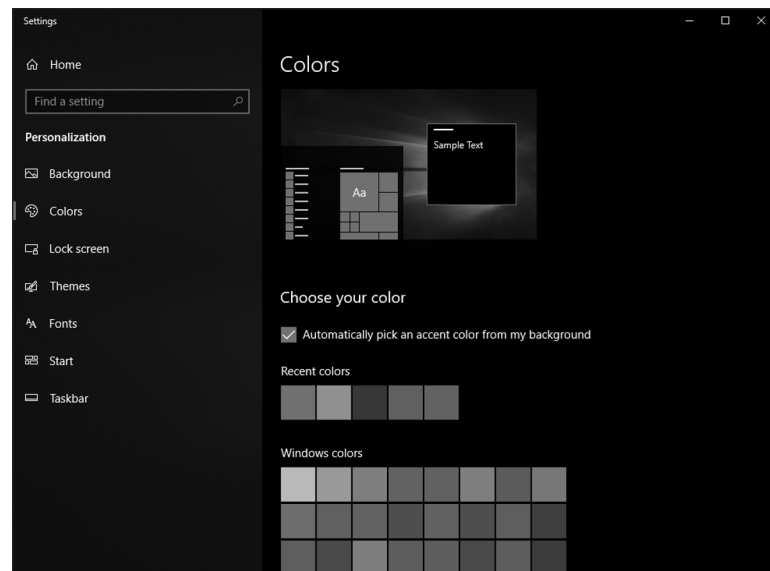 Settings
Home
Find a setting
Personalization
Background
Colors
Lock screen
Themes
Fonts
Start
Taskbar
Colors
Sample Text
Aa
Choose your color
Automatically pick an accent color from my background
Recent colors
Windows colors